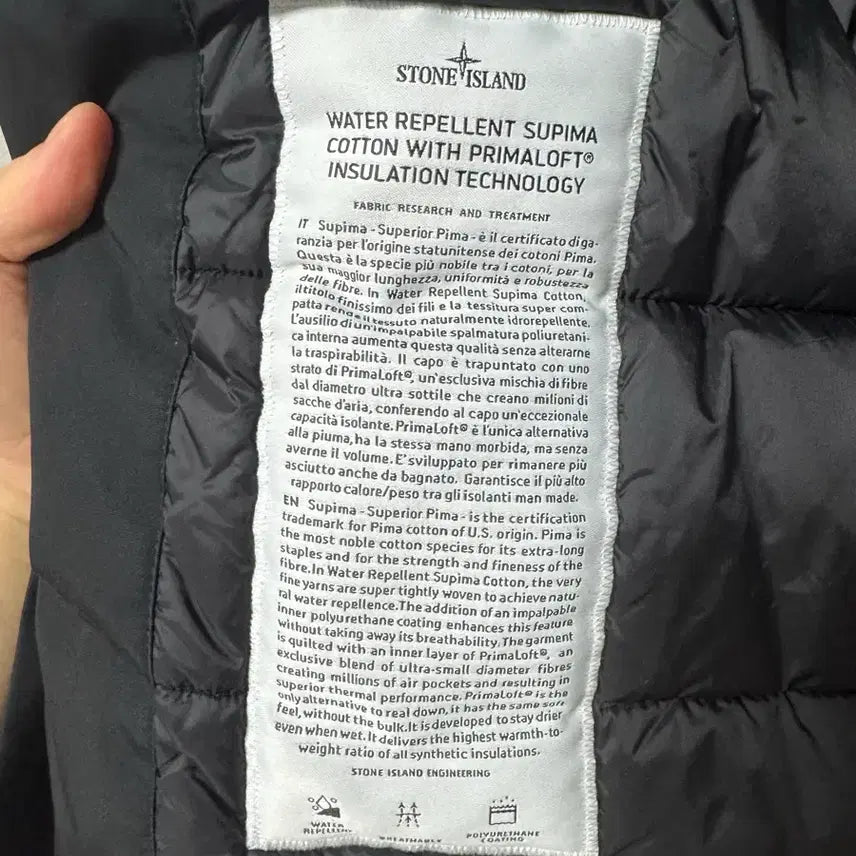 STONE ISLAND
WATER REPELLENT SUPIMA
COTTON WITH PRIMALOFT®
INSULATION TECHNOLOGY
FABRIC RESEARCH AND TREATMENT
IT Supima - Superior Pima - è il certificato di ga-
ranzia per l'origine statunitense dei cotoni Pima.
Questa è la specie più nobile tra i cotoni, per la
sua maggior lunghezza, uniformità e robustezza
delle fibre. In Water Repellent Supima Cotton,
il titolo finissimo dei fili e la tessitura super com-
patta rende il tessuto naturalmente idrorepellente.
L'ausilio di un'impalpabile spalmatura poliuretani-
ca interna aumenta questa qualità senza alterarne
la traspirabilità. Il capo è trapuntato con uno
strato di PrimaLoft®, un'esclusiva mischia di fibre
dal diametro ultra sottile che creano milioni di
sacche d'aria, conferendo al capo un'eccezionale
capacità isolante. PrimaLoft® è l'unica alternativa
alla piuma, ha la stessa mano morbida, ma senza
averne il volume. E' sviluppato per rimanere più
asciutto anche da bagnato. Garantisce il più alto
rapporto calore/peso tra gli isolanti man made.
EN Supima - Superior Pima - is the certification
trademark for Pima cotton of U.S. origin. Pima is
the most noble cotton species for its extra-long
staples and for the strength and fineness of the
fibre. In Water Repellent Supima Cotton, the very
fine yarns are super tightly woven to achieve natu-
ral water repellence. The addition of an impalpable
inner polyurethane coating enhances this feature
without taking away its breathability. The garment
is quilted with an inner layer of PrimaLoft®, an
exclusive blend of ultra-small diameter fibres
creating millions of air pockets and resulting in
superior thermal performance. PrimaLoft® is the
only alternative to real down, it has the same soft
feel, without the bulk. It is developed to stay drier
even when wet. It delivers the highest warmth-to-
weight ratio of all synthetic insulations.
STONE ISLAND ENGINEERING
WATER REPELLENT
BREATHABLE
POLYURETHANE COATING